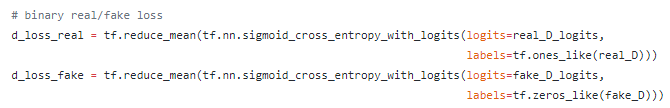 # binary real/fake loss
d_loss_real = tf.reduce_mean(tf.nn.sigmoid_cross_entropy_with_logits(logits=real_D_logits,
labels=tf.ones_like(real_D)))
d_loss_fake = tf.reduce_mean(tf.nn.sigmoid_cross_entropy_with_logits(logits=fake_D_logits,
labels=tf.zeros_like(fake_D)))